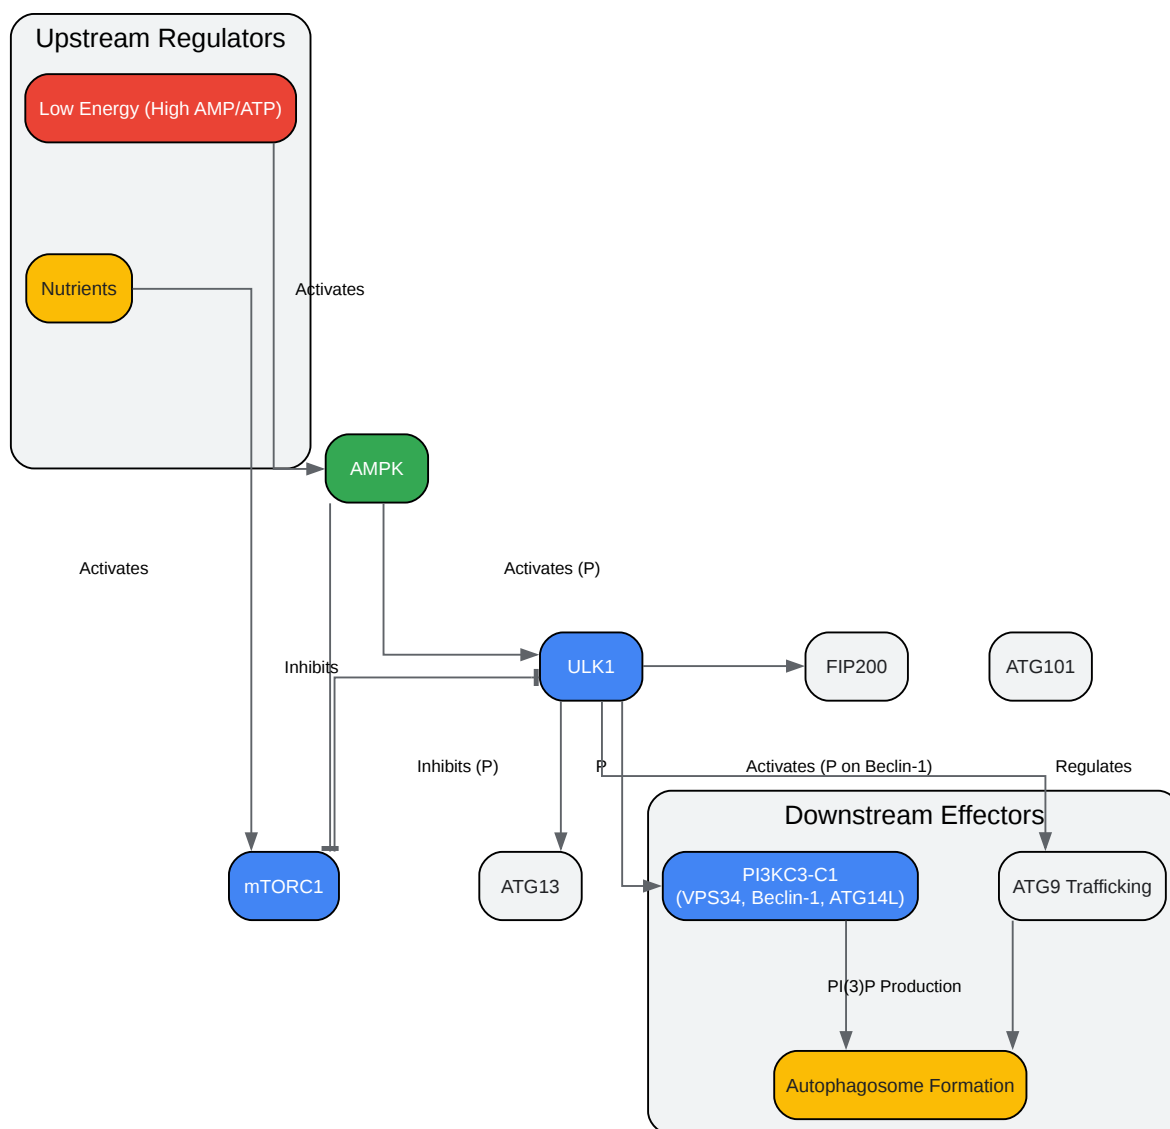 Upstream Regulators
Low Energy (High AMP/ATP)
Nutrients
Activates
AMPK
Activates
Activates (P)
ULK1
FIP200
ATG101
Inhibits
Inhibits (P)
P
Activates (P on Beclin-1)
Regulates
Downstream Effectors
mTORC1
ATG13
PI3KC3-C1
(VPS34, Beclin-1, ATG14L)
ATG9 Trafficking
PI(3)P Production
Autophagosome Formation